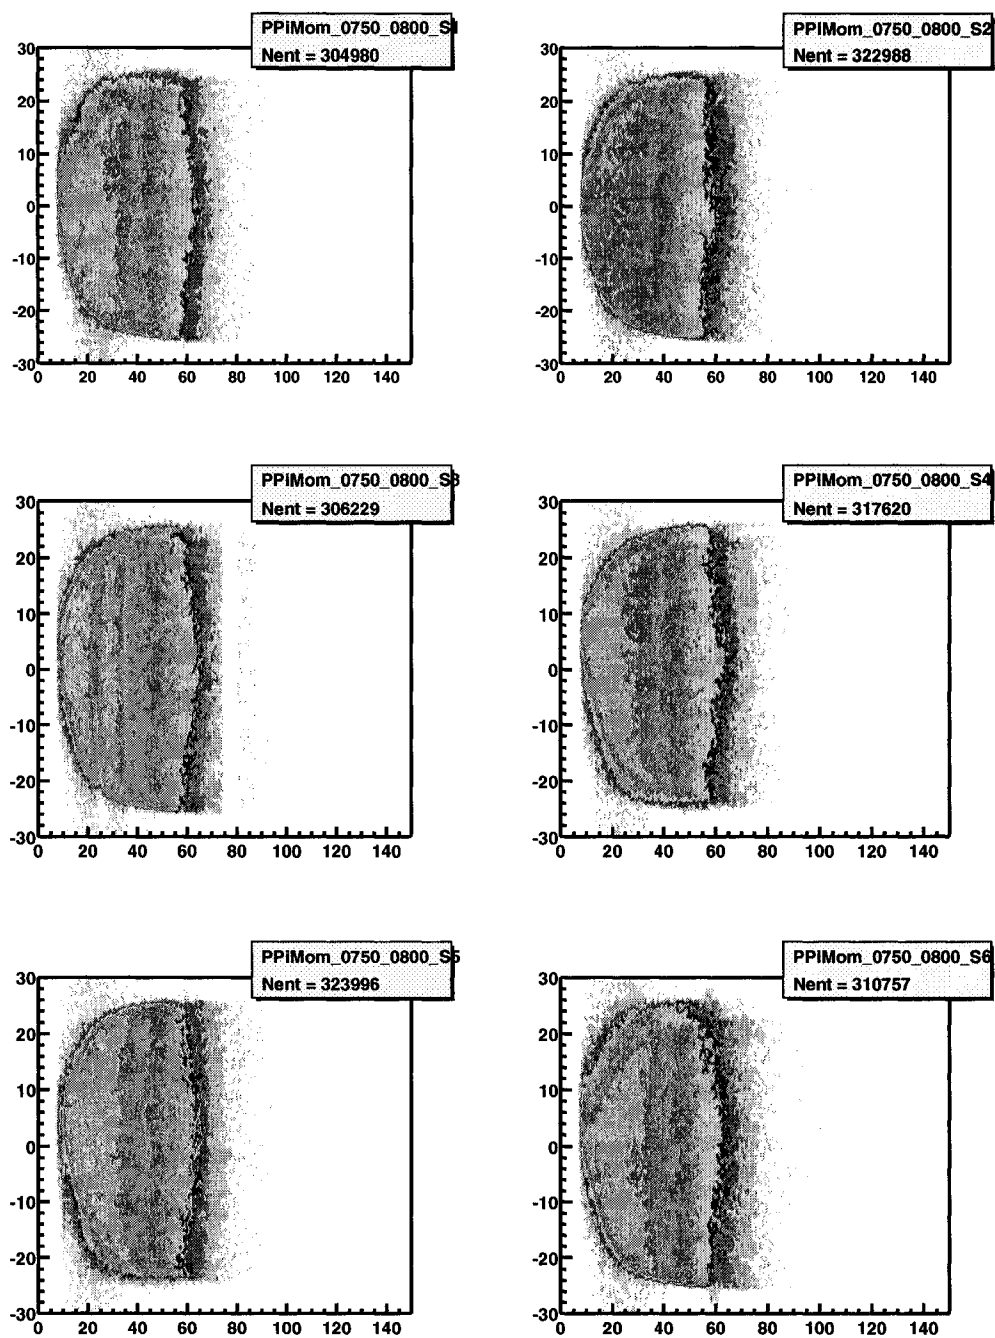 PPiMom_0750_0800_S1
Nent = 304980
30
20
10
0
-10
-20
-30
0 20 40 60 80 100 120 140
PPiMom_0750_0800_S2
Nent = 322988
30
20
10
0
-10
-20
-30
0 20 40 60 80 100 120 140
PPiMom_0750_0800_S3
Nent = 306229
30
20
10
0
-10
-20
-30
0 20 40 60 80 100 120 140
PPiMom_0750_0800_S4
Nent = 317620
30
20
10
0
-10
-20
-30
0 20 40 60 80 100 120 140
PPiMom_0750_0800_S5
Nent = 323996
30
20
10
0
-10
-20
-30
0 20 40 60 80 100 120 140
PPiMom_0750_0800_S6
Nent = 310757
30
20
10
0
-10
-20
-30
0 20 40 60 80 100 120 140